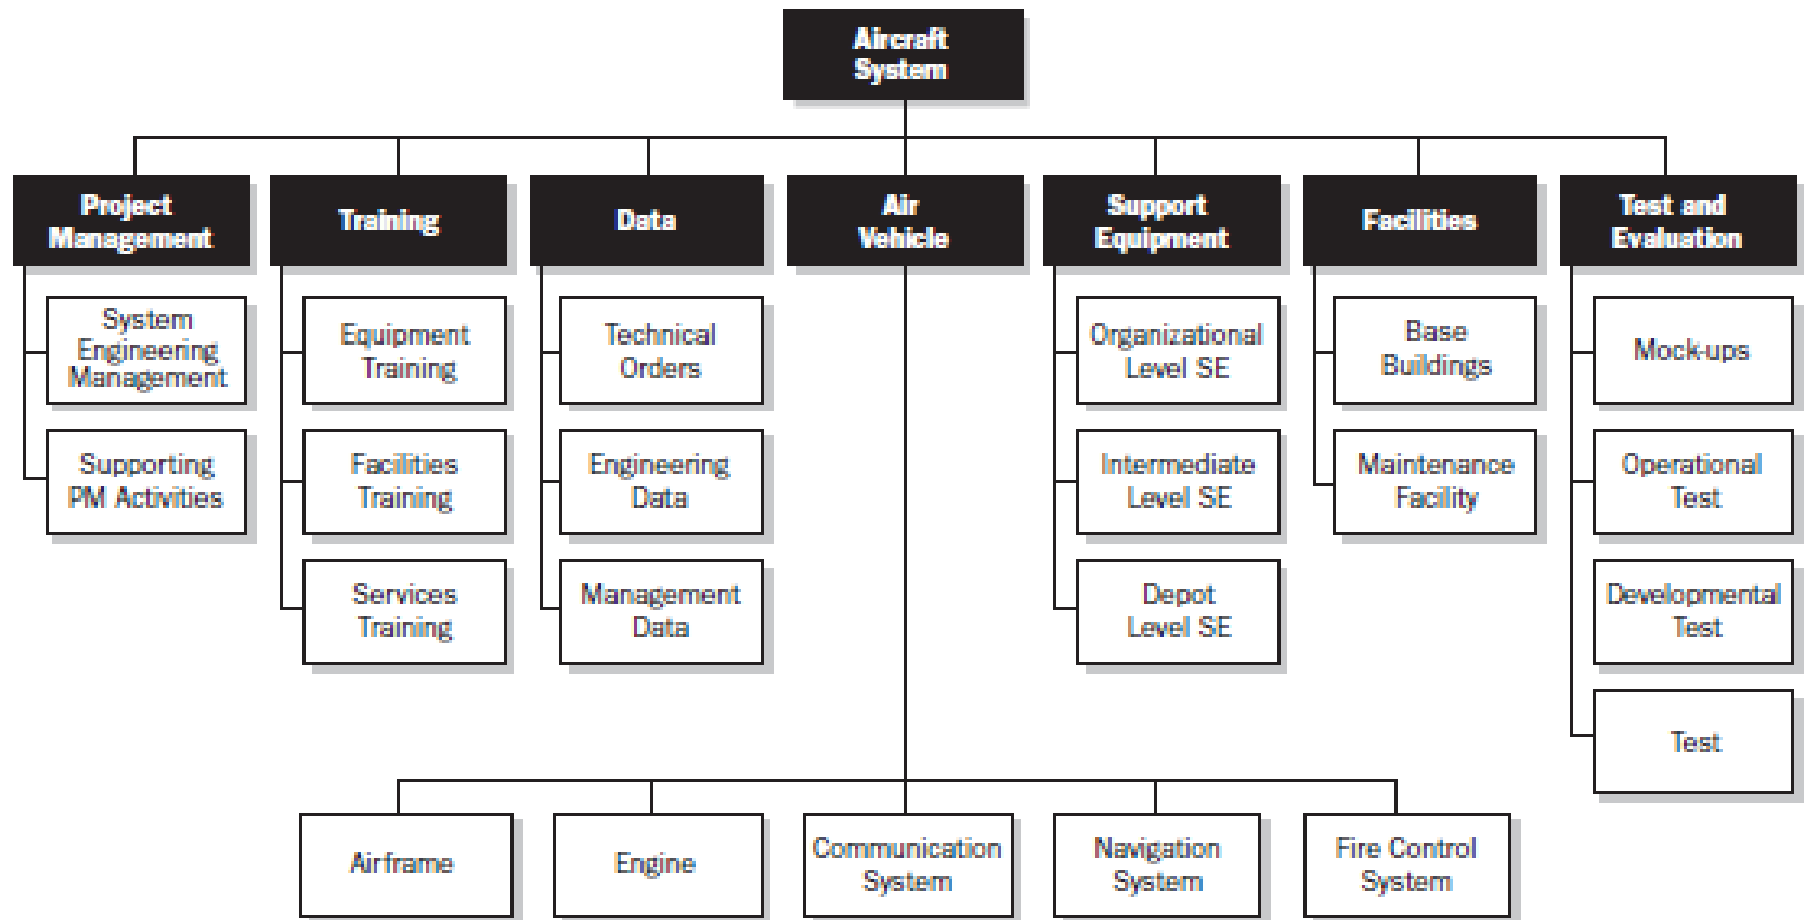 Aircraft
System
Project
Management
Training
Data
Air
Vehicle
Support
Equipment
Facilities
Test and
Evaluation
System
Engineering
Management
Supporting
PM Activities
Equipment
Training
Facilities
Training
Services
Training
Technical
Orders
Engineering
Data
Management
Data
Organizational
Level SE
Intermediate
Level SE
Depot
Level SE
Base
Buildings
Maintenance
Facility
Mock-ups
Operational
Test
Developmental
Test
Test
Airframe
Engine
Communication
System
Navigation
System
Fire Control
System